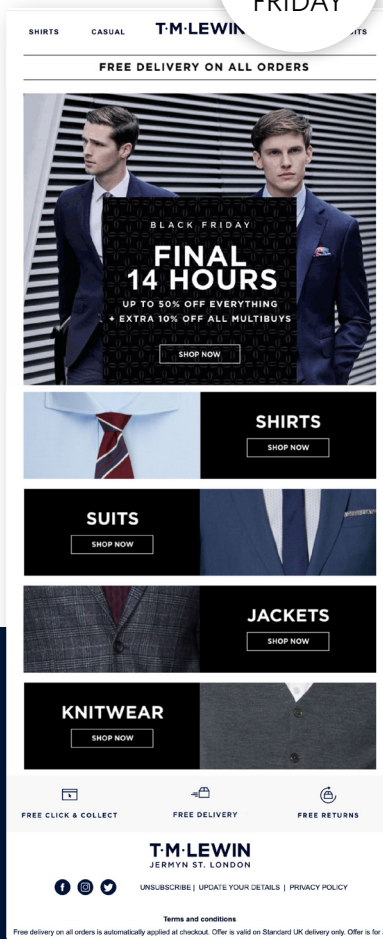 FRIDAY
SHIRTS CASUAL T·M·LEWIN
FREE DELIVERY ON ALL ORDERS
BLACK FRIDAY
FINAL
14 HOURS
UP TO 50% OFF EVERYTHING
+ EXTRA 10% OFF ALL MULTIBUYS
SHOP NOW
SHIRTS
SHOP NOW
SUITS
SHOP NOW
JACKETS
SHOP NOW
KNITWEAR
SHOP NOW
FREE CLICK & COLLECT FREE DELIVERY FREE RETURNS
T·M·LEWIN
JERMYN ST. LONDON
UNSUBSCRIBE | UPDATE YOUR DETAILS | PRIVACY POLICY
Terms and conditions
Free delivery on all orders is automatically applied at checkout. Offer is valid on Standard UK delivery only. Offer is for